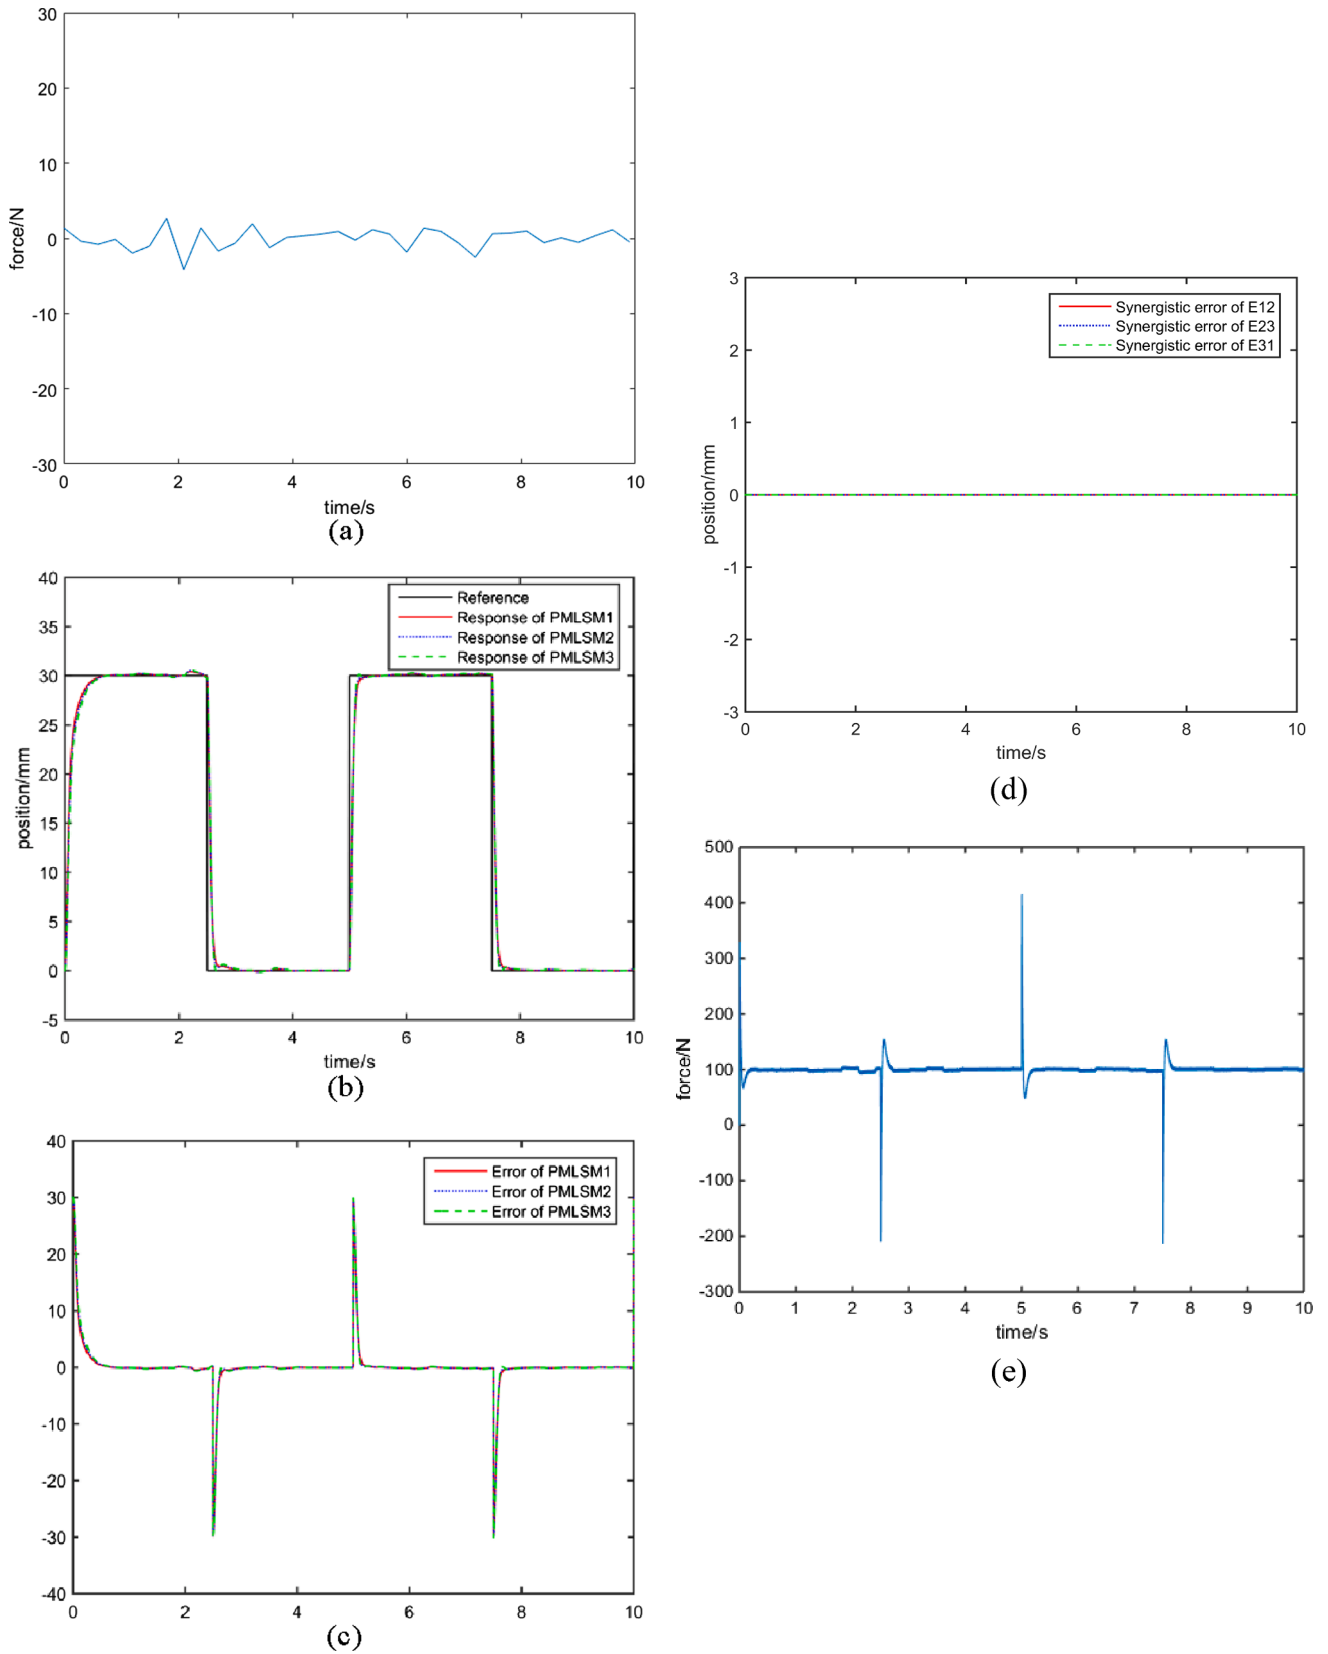 30
20
10
0
-10
-20
-30
force/N
0 2 4 6 8 10
time/s
(a)
40
35
30
25
20
15
10
5
0
-5
position/mm
Reference
Response of PMLSM1
Response of PMLSM2
Response of PMLSM3
0 2 4 6 8 10
time/s
(b)
40
30
20
10
0
-10
-20
-30
-40
Error of PMLSM1
Error of PMLSM2
Error of PMLSM3
0 2 4 6 8 10
(c)
3
2
1
0
-1
-2
-3
position/mm
Synergistic error of E12
Synergistic error of E23
Synergistic error of E31
0 2 4 6 8 10
time/s
(d)
500
400
300
200
100
0
-100
-200
-300
force/N
0 1 2 3 4 5 6 7 8 9 10
time/s
(e)